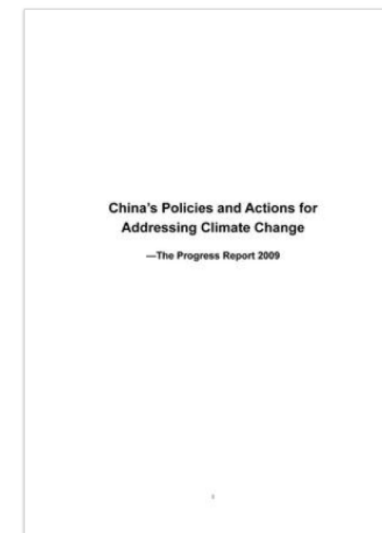 China's Policies and Actions for
Addressing Climate Change
—The Progress Report 2009